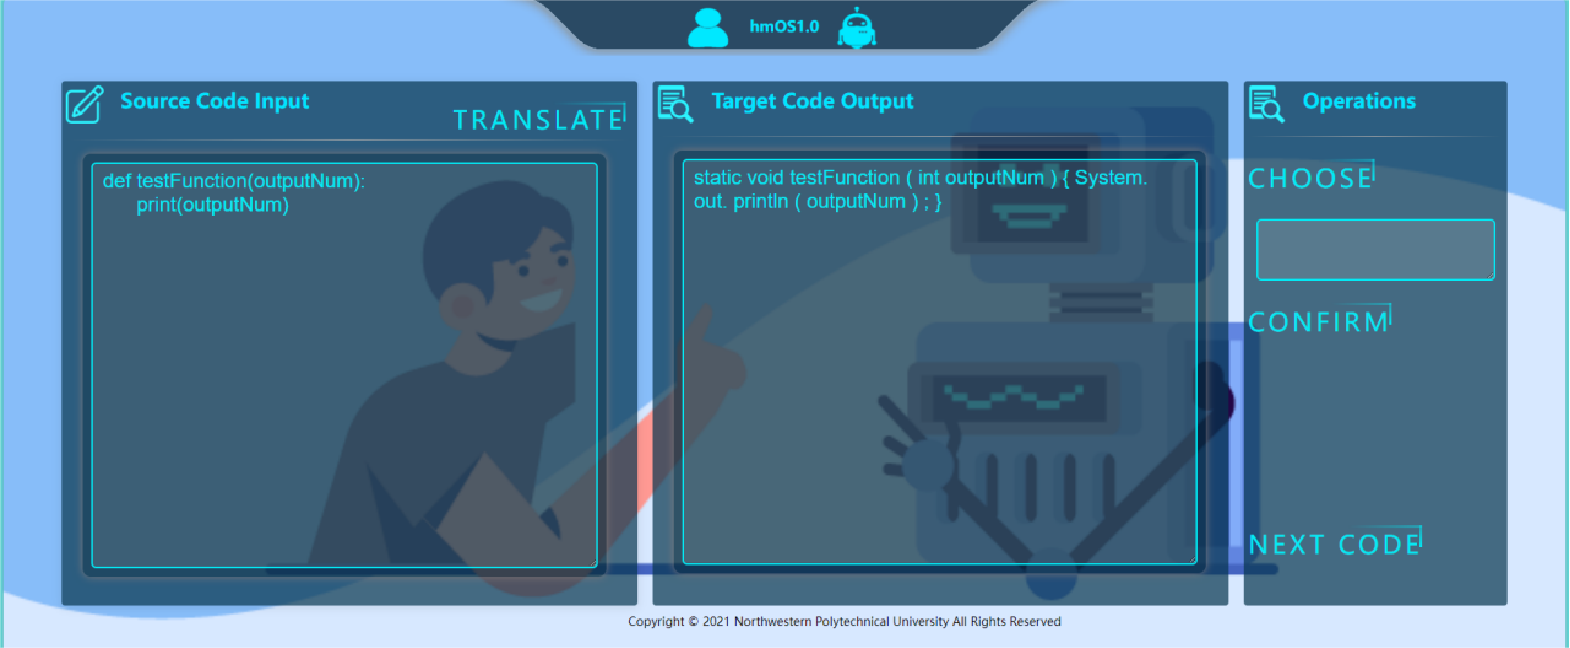 hmOS1.0
Source Code Input
TRANSLATE
def testFunction(outputNum):
print(outputNum)
Target Code Output
static void testFunction ( int outputNum ) { System.
out. println ( outputNum ) ; }
Operations
CHOOSE
CONFIRM
NEXT CODE
Copyright © 2021 Northwestern Polytechnical University All Rights Reserved